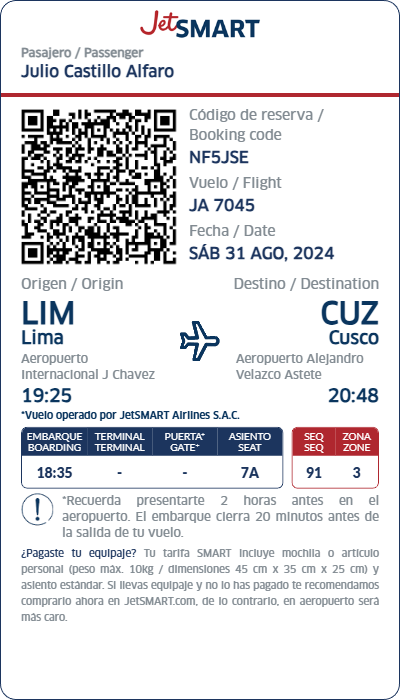 JetSMART
Pasajero / Passenger
Julio Castillo Alfaro
Código de reserva /
Booking code
NF5JSE
Vuelo / Flight
JA 7045
Fecha / Date
SÁB 31 AGO, 2024
Origen / Origin
Destino / Destination
LIM
CUZ
Lima
Cusco
Aeropuerto
Internacional J Chavez
Aeropuerto Alejandro
Velazco Astete
19:25
20:48
*Vuelo operado por JetSMART Airlines S.A.C.
EMBARQUE TERMINAL PUERTA* ASIENTO SEQ ZONA
BOARDING TERMINAL GATE* SEAT SEQ ZONE
18:35 - - 7A 91 3
*Recuerda presentarte 2 horas antes en el
aeropuerto. El embarque cierra 20 minutos antes de
la salida de tu vuelo.
¿Pagaste tu equipaje? Tu tarifa SMART incluye mochila o artículo
personal (peso máx. 10kg / dimensiones 45 cm x 35 cm x 25 cm) y
asiento estándar. Si llevas equipaje y no lo has pagado te recomendamos
comprarlo ahora en JetSMART.com, de lo contrario, en aeropuerto será
más caro.